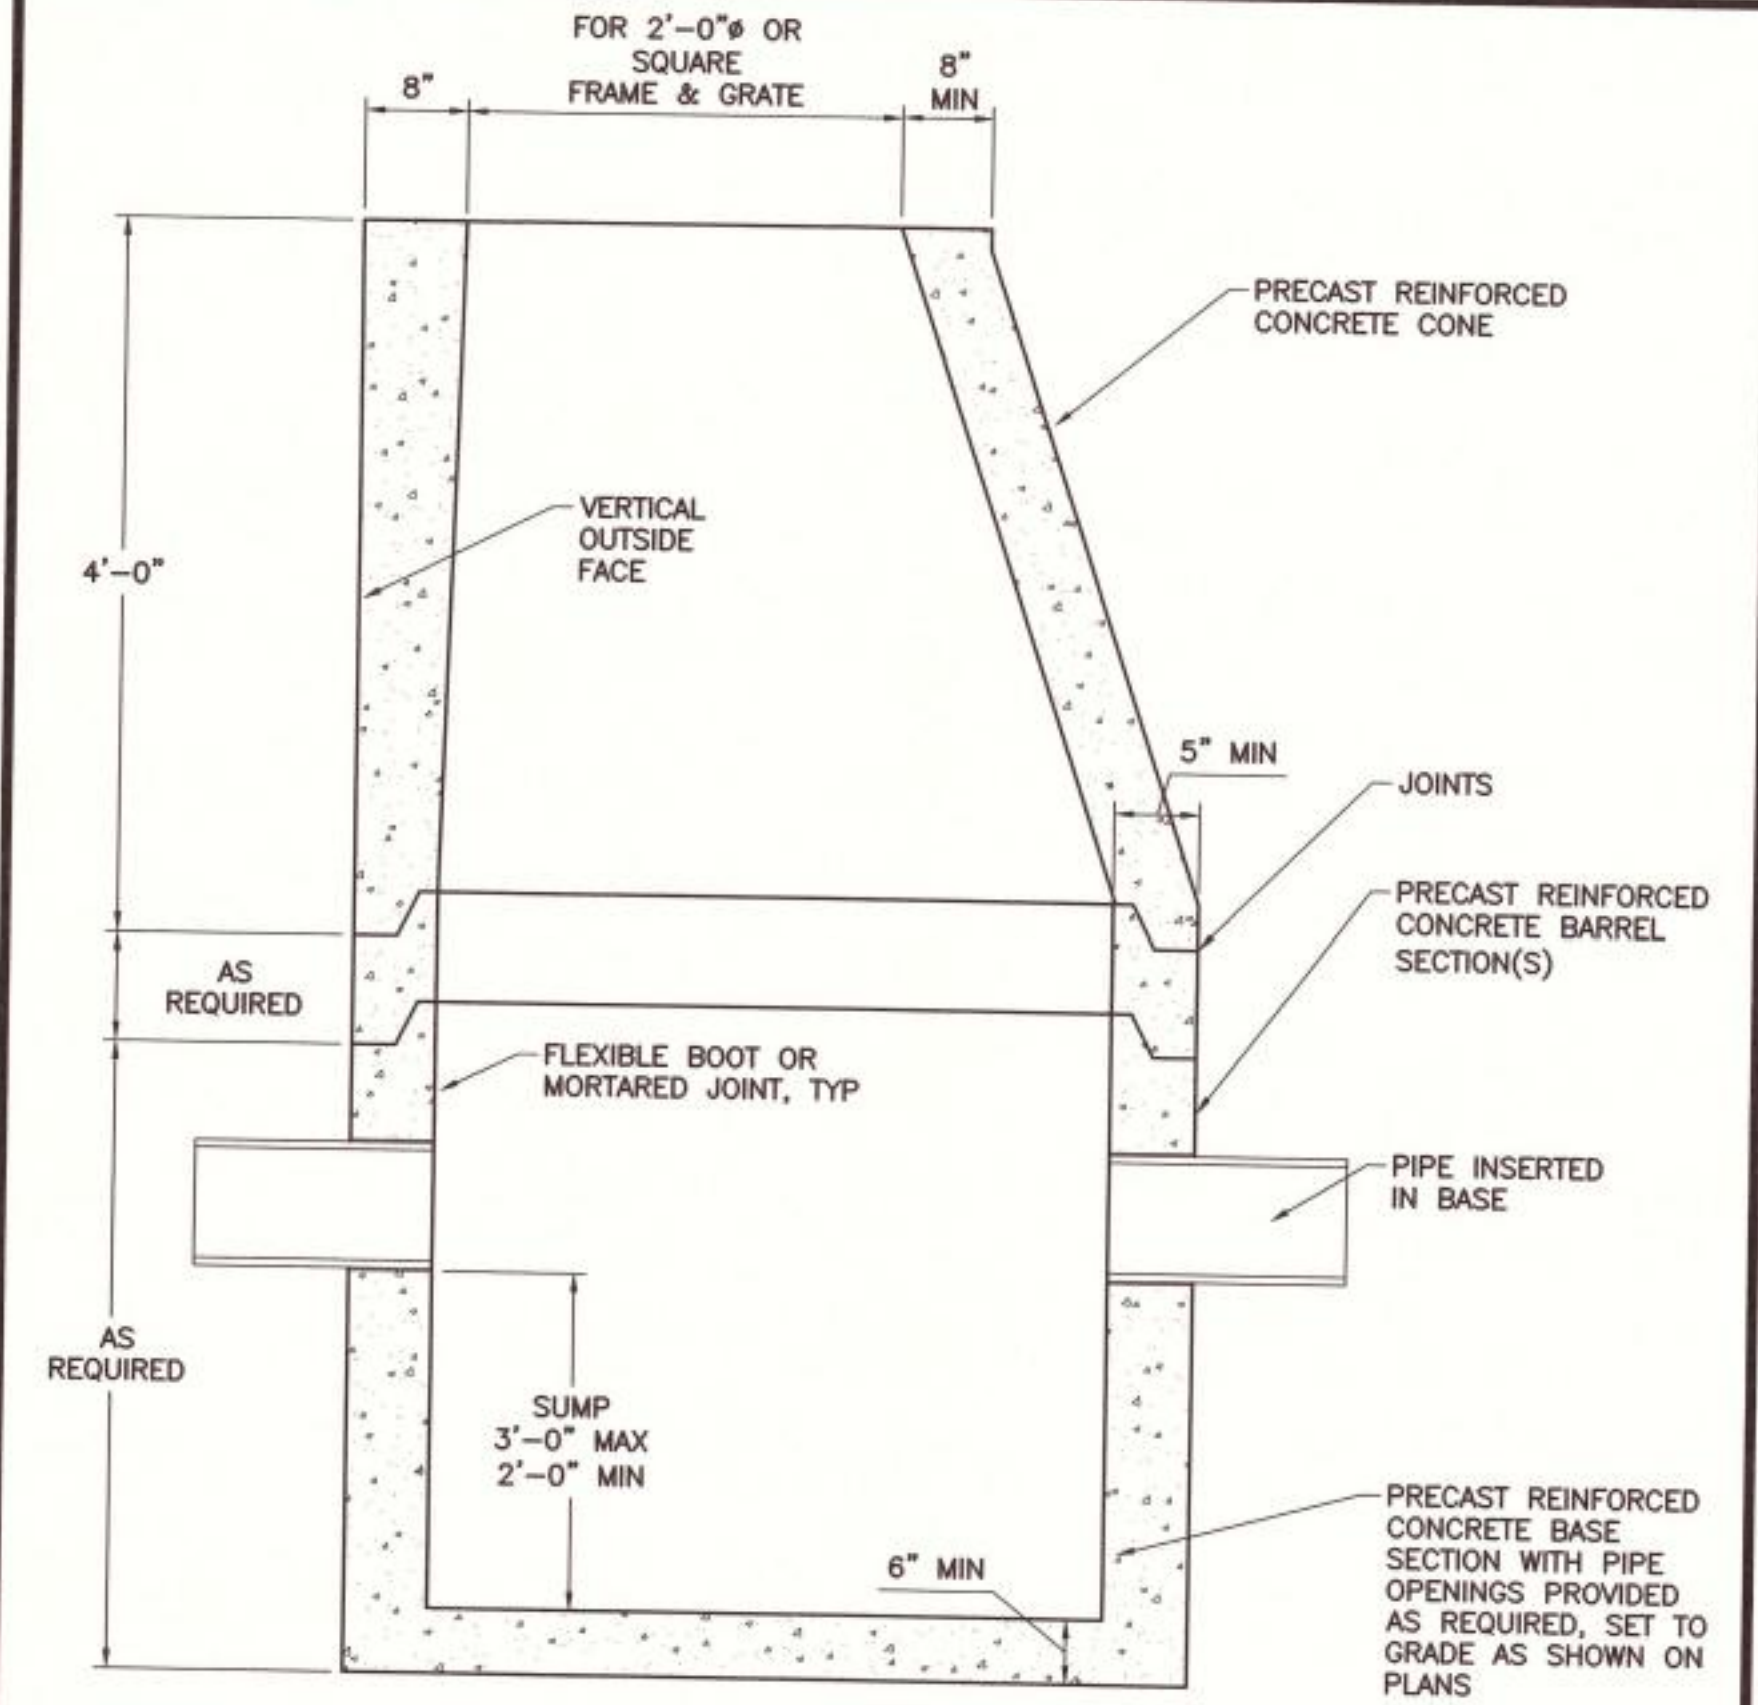 FOR 2'-0"ø OR
SQUARE
FRAME & GRATE
8"
8"
MIN
PRECAST REINFORCED
CONCRETE CONE
VERTICAL
OUTSIDE
FACE
4'-0"
5" MIN
JOINTS
PRECAST REINFORCED
CONCRETE BARREL
SECTION(S)
AS
REQUIRED
FLEXIBLE BOOT OR
MORTARED JOINT, TYP
PIPE INSERTED
IN BASE
AS
REQUIRED
SUMP
3'-0" MAX
2'-0" MIN
6" MIN
PRECAST REINFORCED
CONCRETE BASE
SECTION WITH PIPE
OPENINGS PROVIDED
AS REQUIRED, SET TO
GRADE AS SHOWN ON
PLANS